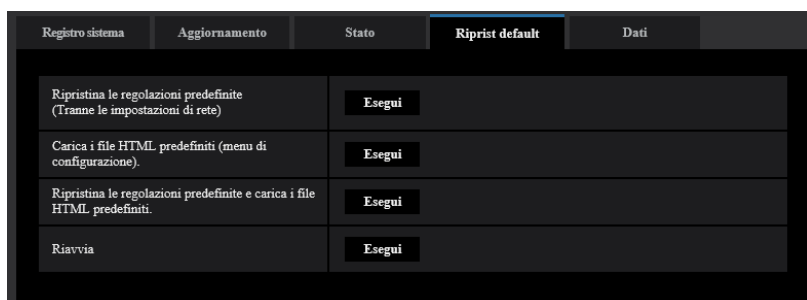 Registro sistema
Aggiornamento
Stato
Riprist default
Dati
Ripristina le regolazioni predefinite
(Tranne le impostazioni di rete)
Esegui
Carica i file HTML predefiniti (menu di
configurazione).
Esegui
Ripristina le regolazioni predefinite e carica i file
HTML predefiniti.
Esegui
Riavvia
Esegui